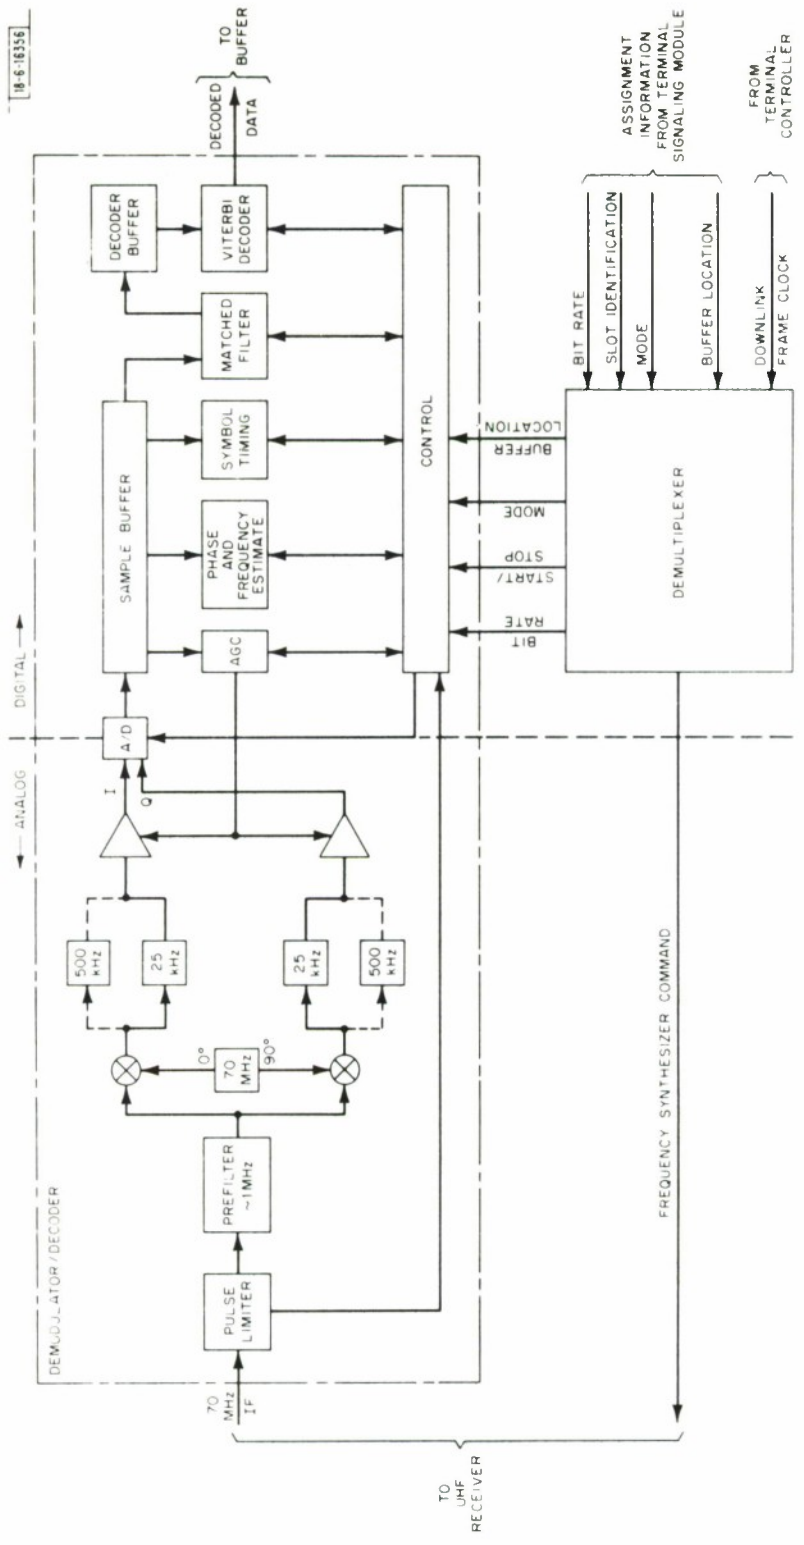 18-6-16356
← ANALOG
DIGITAL →
DEMODULATOR/DECODER
70
MHz
IF
PULSE
LIMITER
PREFILTER
~1MHz
0°
70
MHz
90°
500
kHz
25
kHz
25
kHz
500
kHz
I
Q
A/D
SAMPLE BUFFER
AGC
PHASE
AND
FREQUENCY
ESTIMATE
SYMBOL
TIMING
MATCHED
FILTER
DECODER
BUFFER
VITERBI
DECODER
DECODED
DATA
TO
BUFFER
CONTROL
BIT
RATE
START/
STOP
MODE
BUFFER
LOCATION
DEMULTIPLEXER
BIT RATE
SLOT IDENTIFICATION
MODE
BUFFER LOCATION
DOWNLINK
FRAME CLOCK
ASSIGNMENT
INFORMATION
FROM TERMINAL
SIGNALING MODULE
FROM
TERMINAL
CONTROLLER
FREQUENCY SYNTHESIZER COMMAND
TO
UHF
RECEIVER